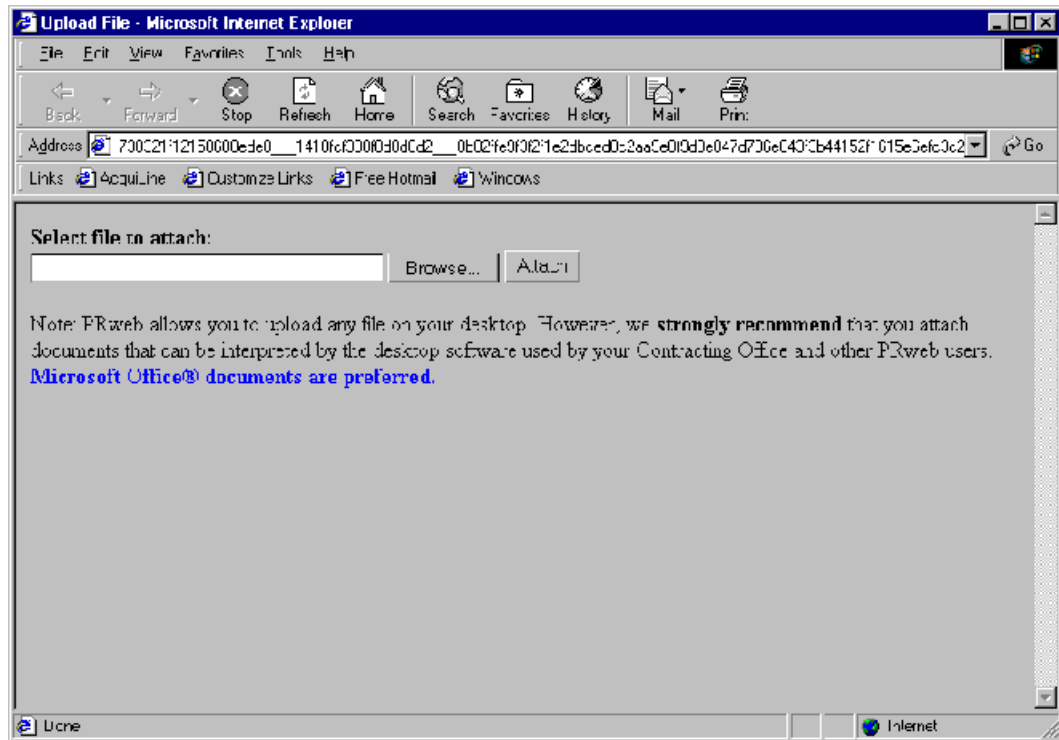 Upload File - Microsoft Internet Explorer
File Edit View Favorites Tools Help
Back Forward Stop Refresh Home Search Favorites History Mail Print
Address Go
Links AcquiLine Customize Links Free Hotmail Windows
Select file to attach:
Browse... Attach
Note: PRweb allows you to upload any file on your desktop. However, we strongly recommend that you attach
documents that can be interpreted by the desktop software used by your Contracting Office and other PRweb users.
Microsoft Office® documents are preferred.
Done Internet